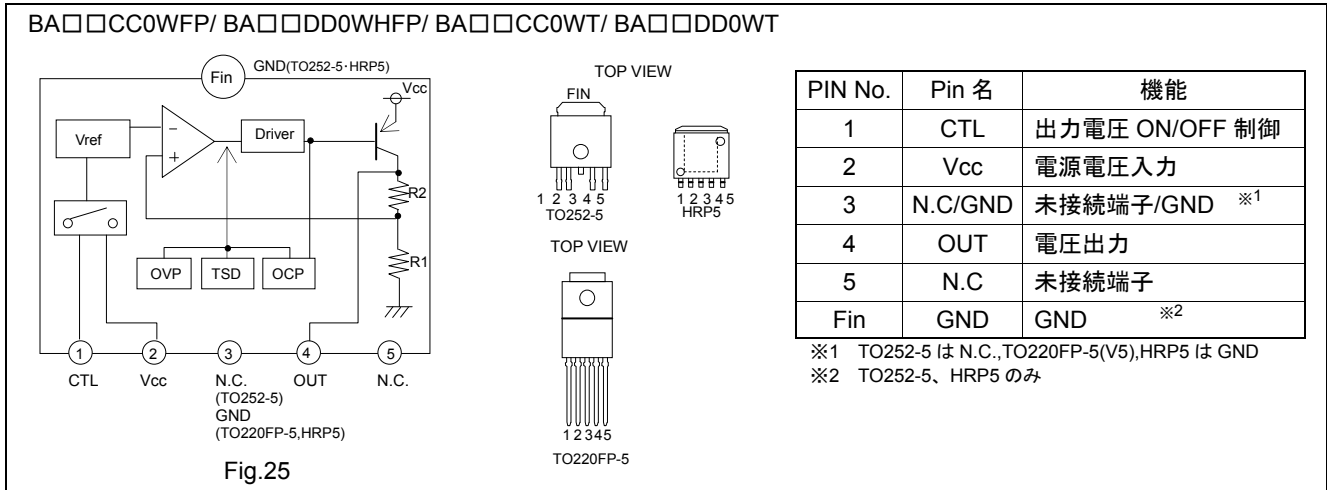 BA□□CC0WFP/ BA□□DD0WHFP/ BA□□CC0WT/ BA□□DD0WT
Fin
GND(TO252-5･HRP5)
Vcc
Vref
－
+
Driver
R2
R1
OVP
TSD
OCP
1
2
3
4
5
CTL
Vcc
N.C.
(TO252-5)
GND
(TO220FP-5,HRP5)
OUT
N.C.
Fig.25
TOP VIEW
FIN
1 2 3 4 5
TO252-5
1 2 3 4 5
HRP5
TOP VIEW
1 2 3 4 5
TO220FP-5
PIN No. Pin 名 機能
1 CTL 出力電圧 ON/OFF 制御
2 Vcc 電源電圧入力
3 N.C/GND 未接続端子/GND ※1
4 OUT 電圧出力
5 N.C 未接続端子
Fin GND GND ※2
※1 TO252-5 は N.C.,TO220FP-5(V5),HRP5 は GND
※2 TO252-5、HRP5 のみ